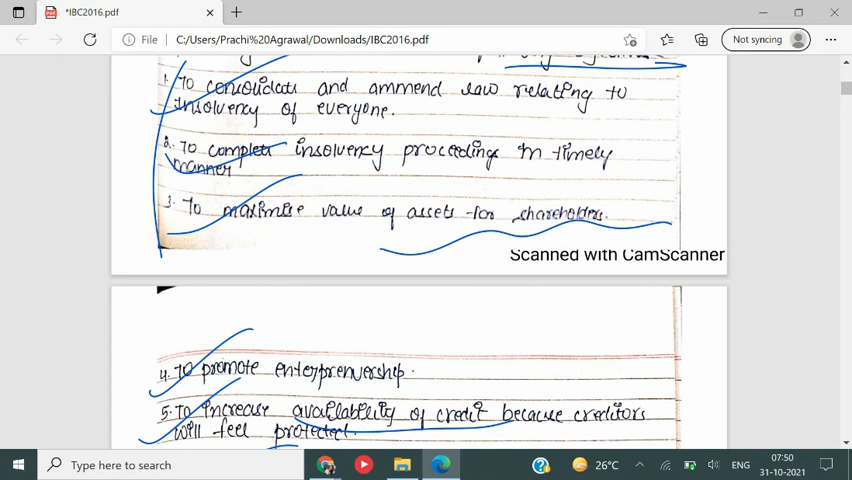 *IBC2016.pdf
File
C:/Users/Prachi%20Agrawal/Downloads/IBC2016.pdf
Not syncing
1. To consolidate and ammend law relating to
insolvency of everyone.
2. To complete insolvency proceedings in timely
manner
3. To maximise value of assets for shareholders.
Scanned with CamScanner
4. To promote enterprenuership.
5. To increase availability of credit because creditors
will feel protected.
Type here to search
26°C
ENG
07:50
31-10-2021